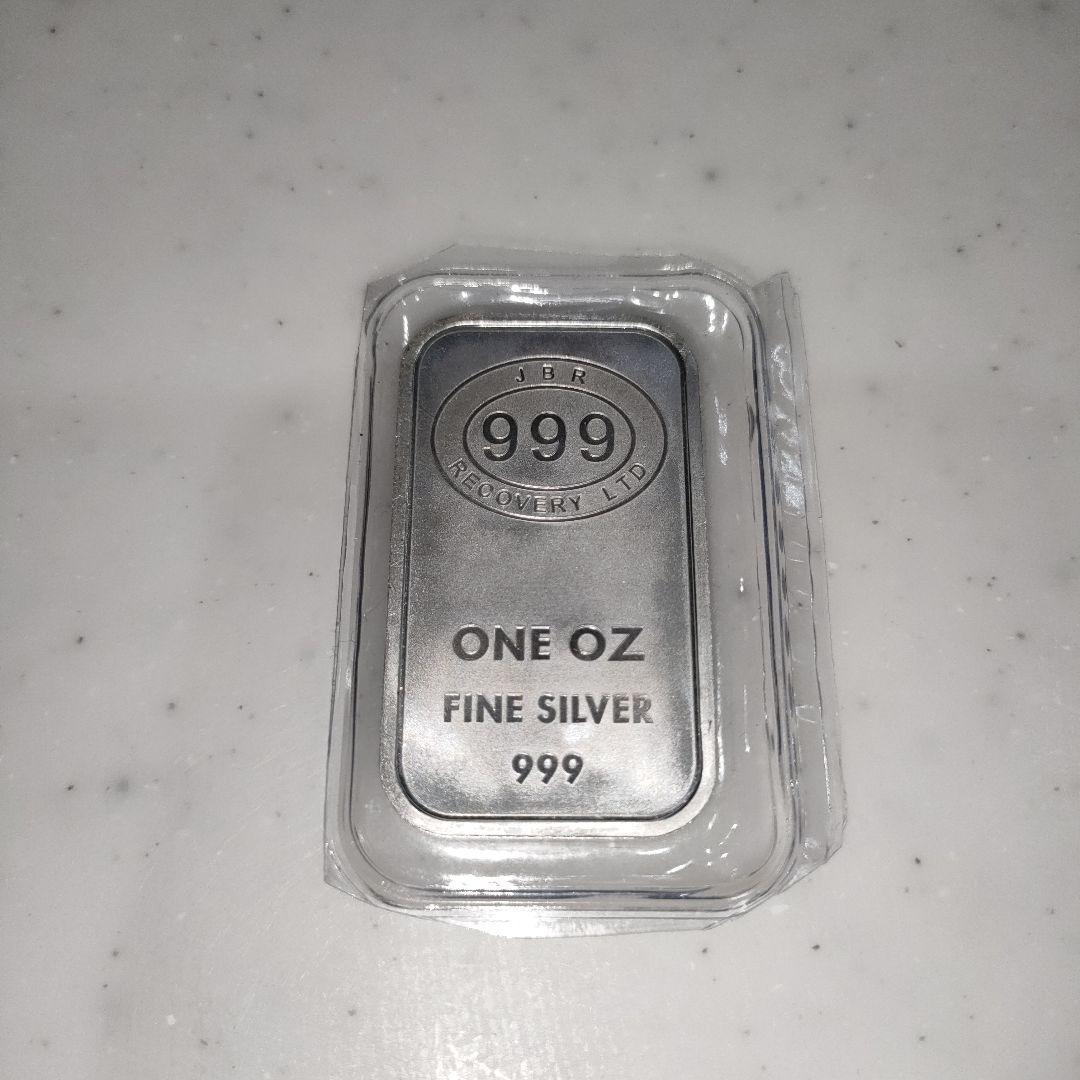 JBR
999
RECOVERY LTD
ONE OZ
FINE SILVER
999